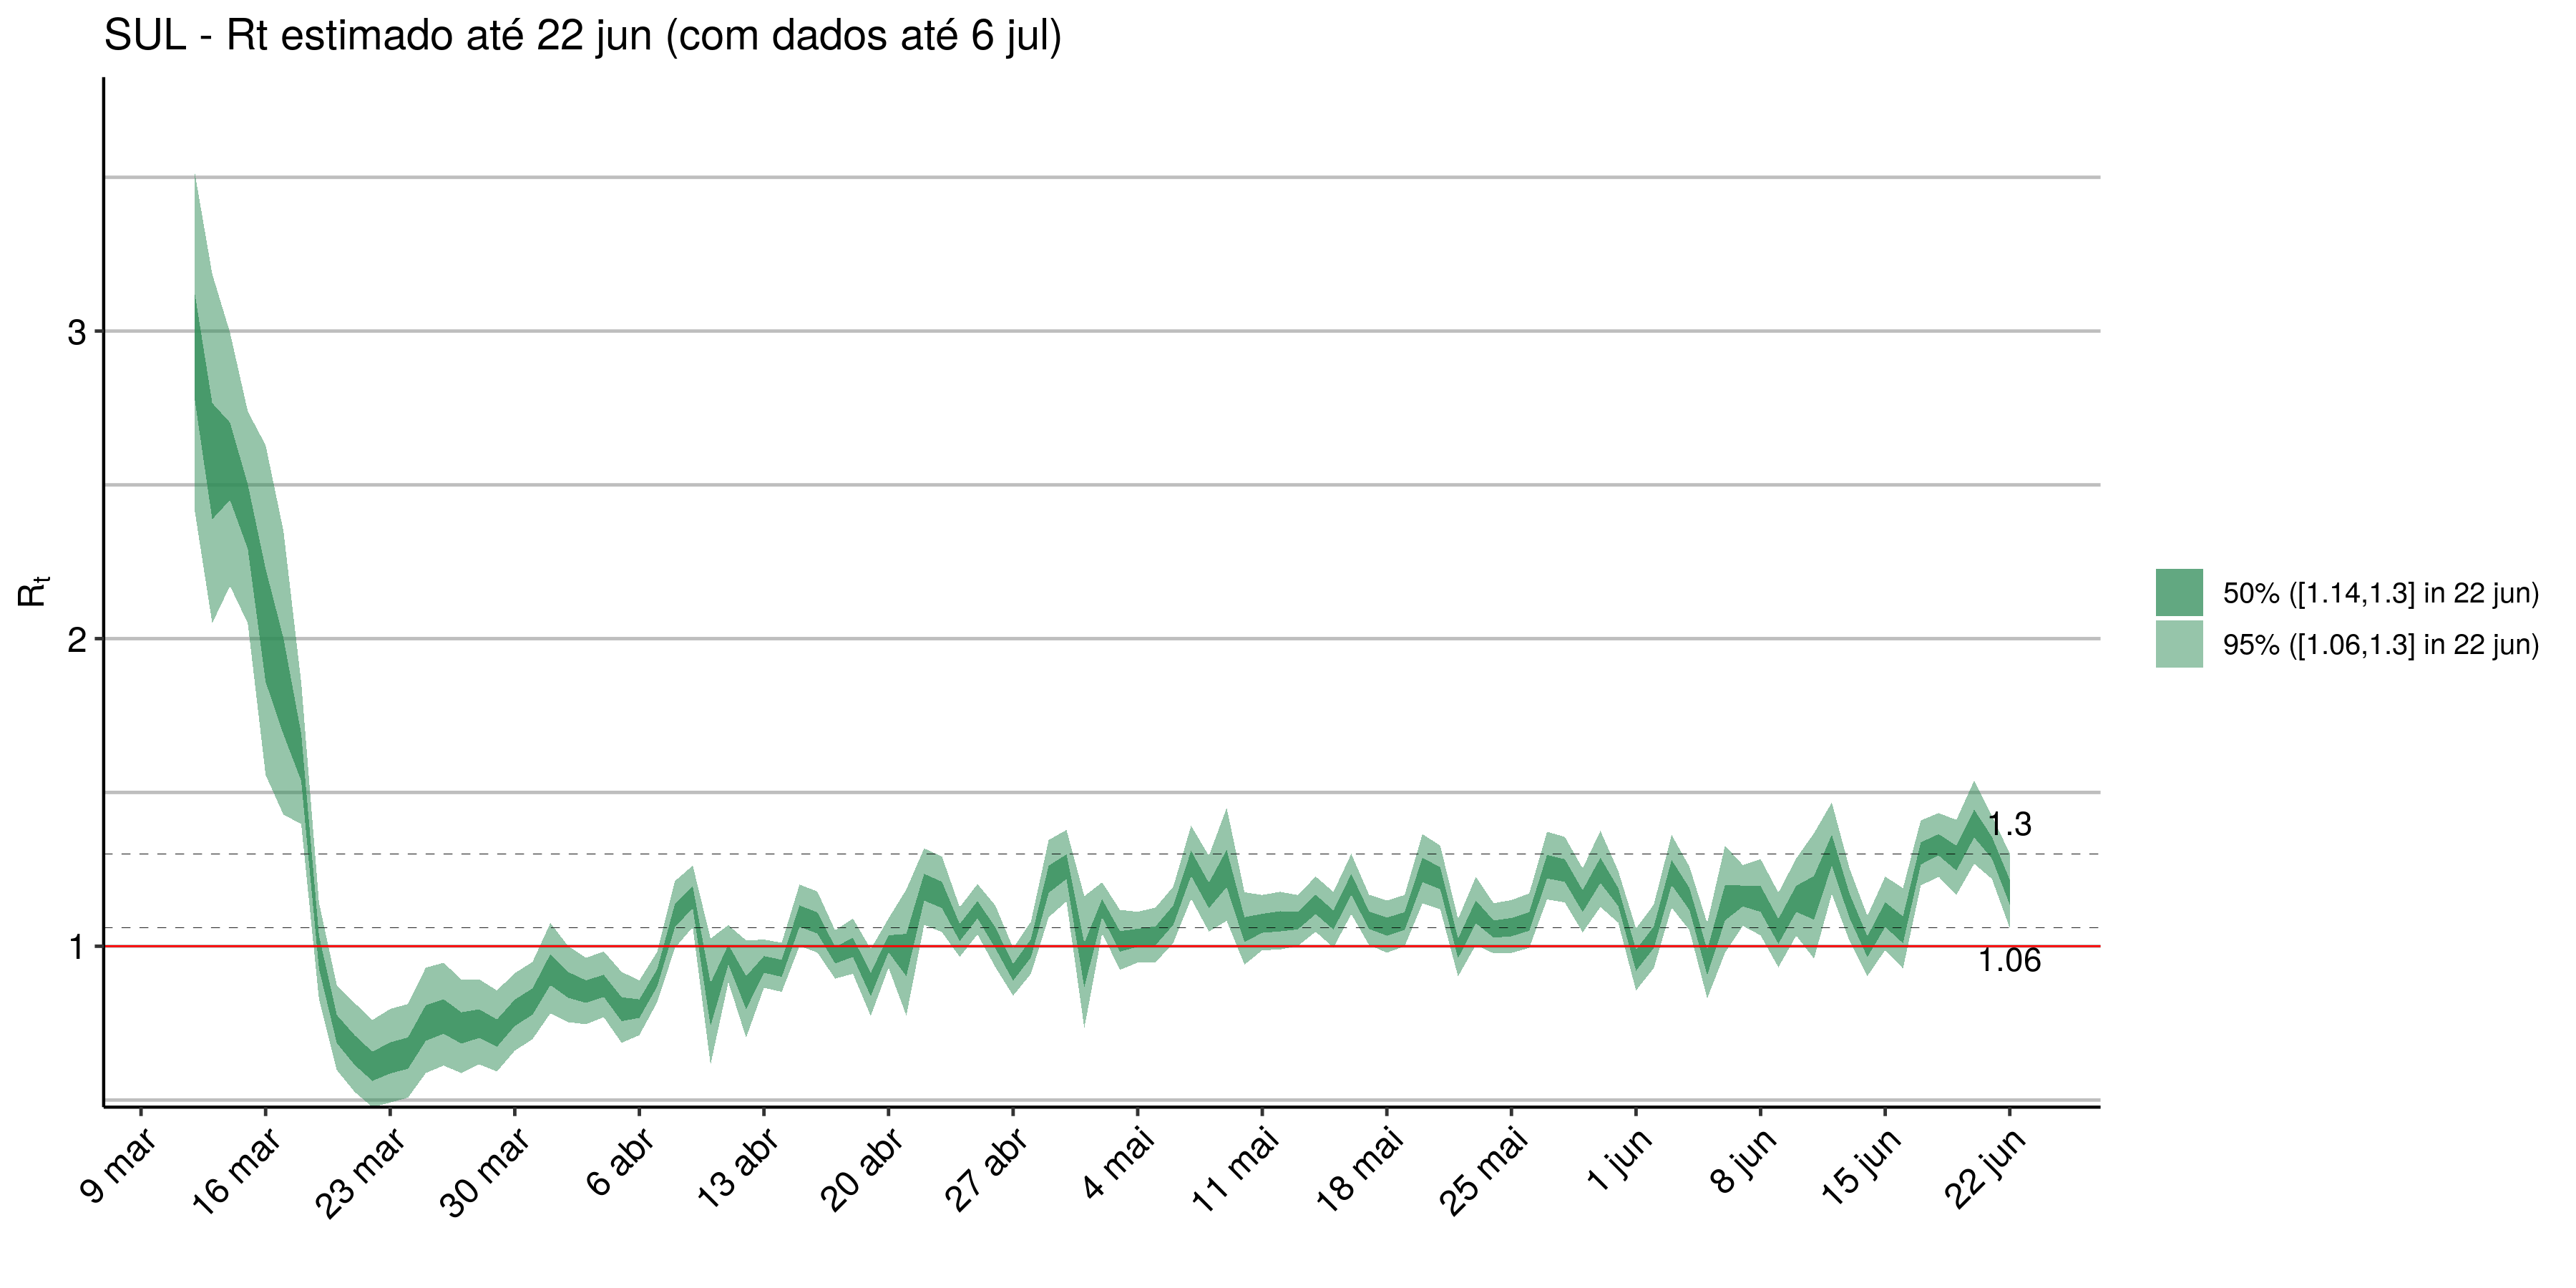 SUL - Rt estimado até 22 jun (com dados até 6 jul)
Rt
3
2
1
1.3
1.06
9 mar
16 mar
23 mar
30 mar
6 abr
13 abr
20 abr
27 abr
4 mai
11 mai
18 mai
25 mai
1 jun
8 jun
15 jun
22 jun
50% ([1.14,1.3] in 22 jun)
95% ([1.06,1.3] in 22 jun)